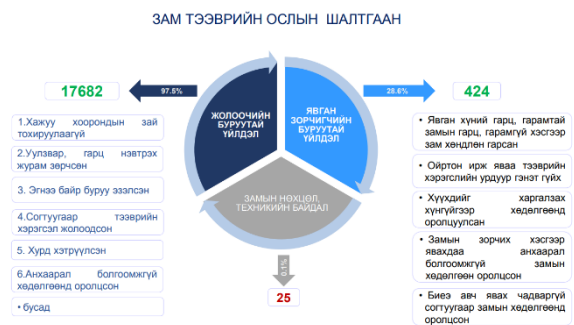 ЗАМ ТЭЭВРИЙН ОСЛЫН ШАЛТГААН
17682
97.5%
28.6%
424
ЖОЛООЧИЙН
БУРУУТАЙ
ҮЙЛДЭЛ
ЯВГАН
ЗОРЧИГЧИЙН
БУРУУТАЙ
ҮЙЛДЭЛ
ЗАМЫН НӨХЦӨЛ,
ТЕХНИКИЙН БАЙДАЛ
0.1%
25
1.Хажуу хоорондын зай
тохируулаагүй
2.Уулзвар, гарц нэвтрэх
журам зөрчсөн
3. Эгнээ байр буруу эзэлсэн
4.Согтуугаар тээврийн
хэрэгсэл жолоодсон
5. Хурд хэтрүүлсэн
6.Анхаарал болгоомжгүй
хөдөлгөөнд оролцсон
• бусад
• Явган хүний гарц, гарамтай
замын гарц, гарамгүй хэсгээр
зам хөндлөн гарсан
• Ойртон ирж яваа тээврийн
хэрэгслийн урдуур гэнэт гүйх
• Хүүхдийг харгалзах
хүнгүйгээр хөдөлгөөнд
оролцуулсан
• Замын зорчих хэсгээр
явахдаа анхаарал
болгоомжгүй замын
хөдөлгөөн оролцсон
• Биеэ авч явах чадваргүй
согтуугаар замын хөдөлгөөнд
оролцсон